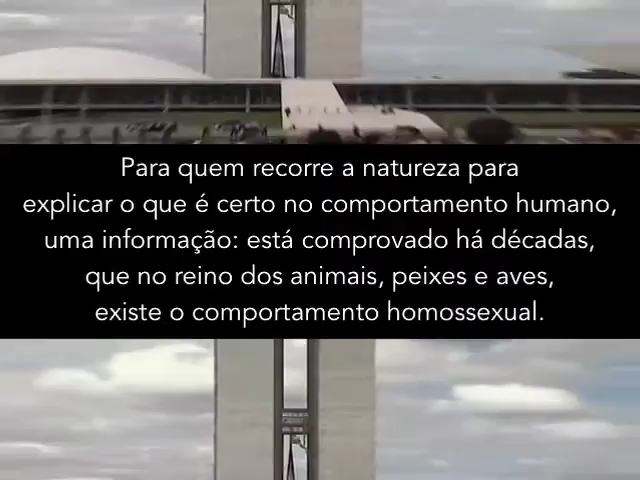 Para quem recorre a natureza para
explicar o que é certo no comportamento humano,
uma informação: está comprovado há décadas,
que no reino dos animais, peixes e aves,
existe o comportamento homossexual.